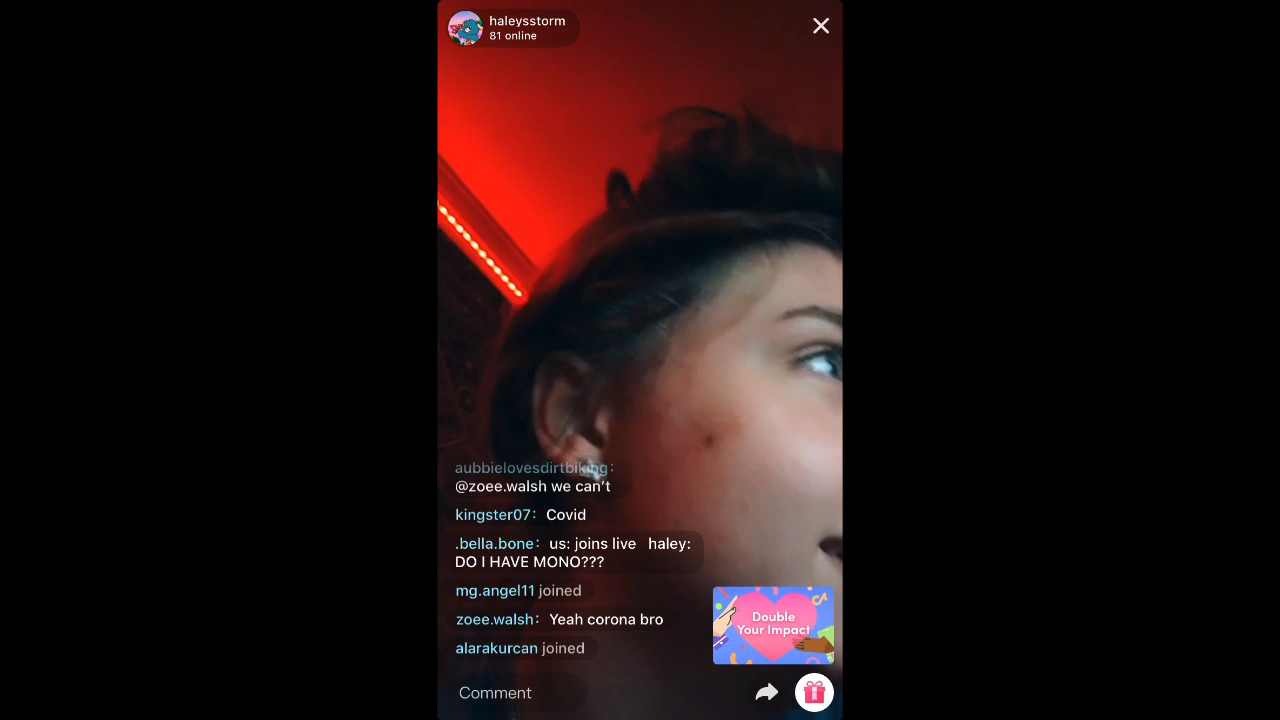 haleysstorm
81 online
aubbielovesdirtbiking:
@zoee.walsh we can't
kingster07: Covid
.bella.bone: us: joins live haley:
DO I HAVE MONO???
mg.angel11 joined
zoee.walsh: Yeah corona bro
alarakurcan joined
Double
Your Impact
Comment